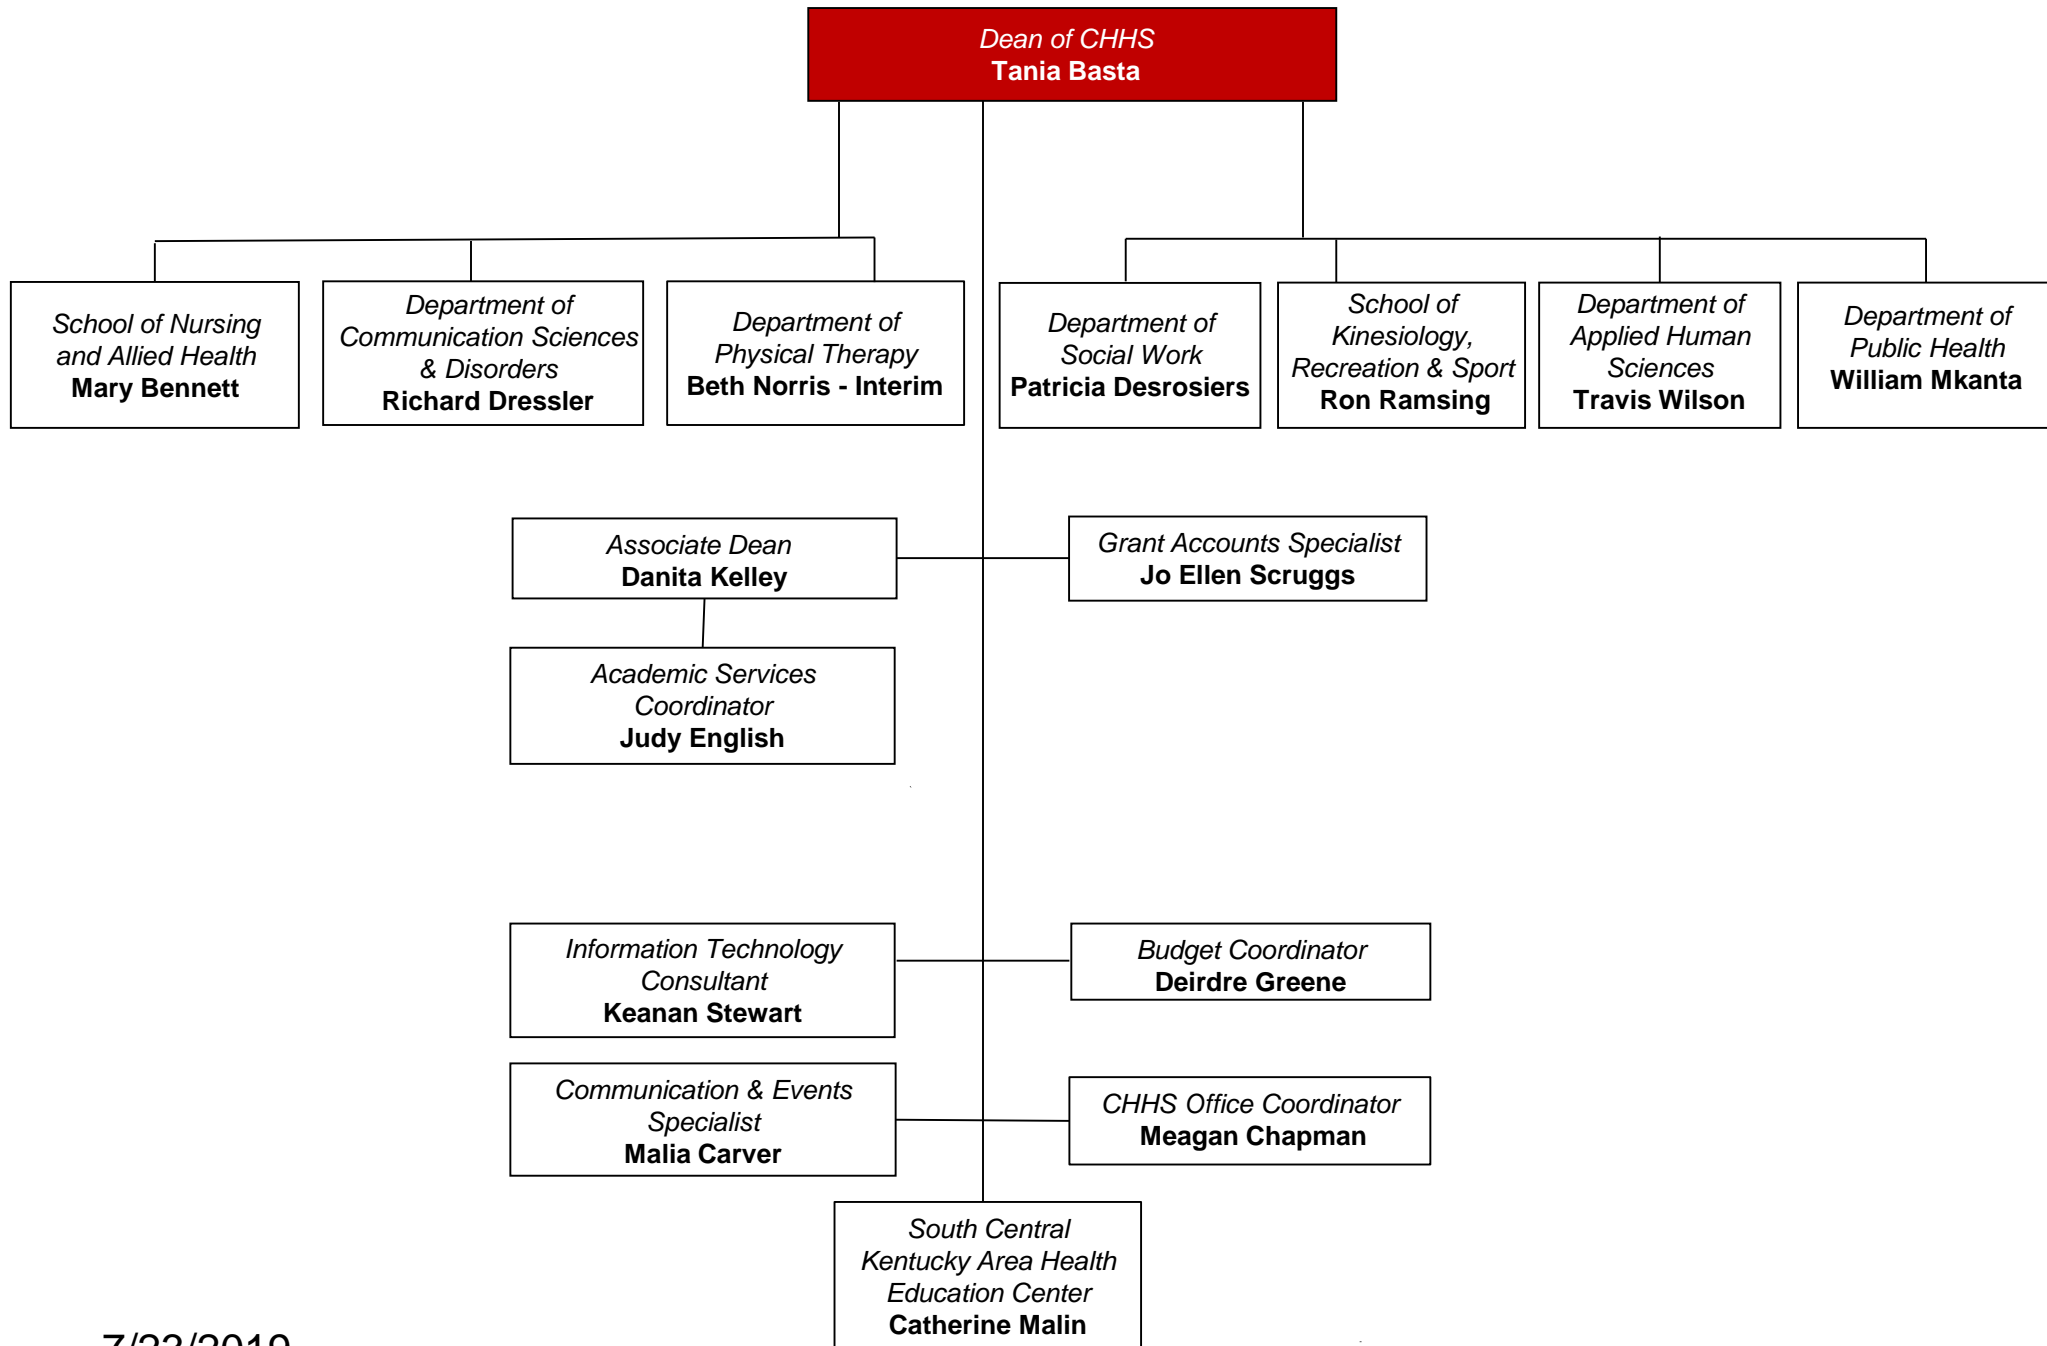 Dean of CHHS
Tania Basta
School of Nursing
and Allied Health
Mary Bennett
Department of
Communication Sciences
& Disorders
Richard Dressler
Department of
Physical Therapy
Beth Norris - Interim
Department of
Social Work
Patricia Desrosiers
School of
Kinesiology,
Recreation & Sport
Ron Ramsing
Department of
Applied Human
Sciences
Travis Wilson
Department of
Public Health
William Mkanta
Associate Dean
Danita Kelley
Grant Accounts Specialist
Jo Ellen Scruggs
Academic Services
Coordinator
Judy English
Information Technology
Consultant
Keanan Stewart
Budget Coordinator
Deirdre Greene
Communication & Events
Specialist
Malia Carver
CHHS Office Coordinator
Meagan Chapman
South Central
Kentucky Area Health
Education Center
Catherine Malin